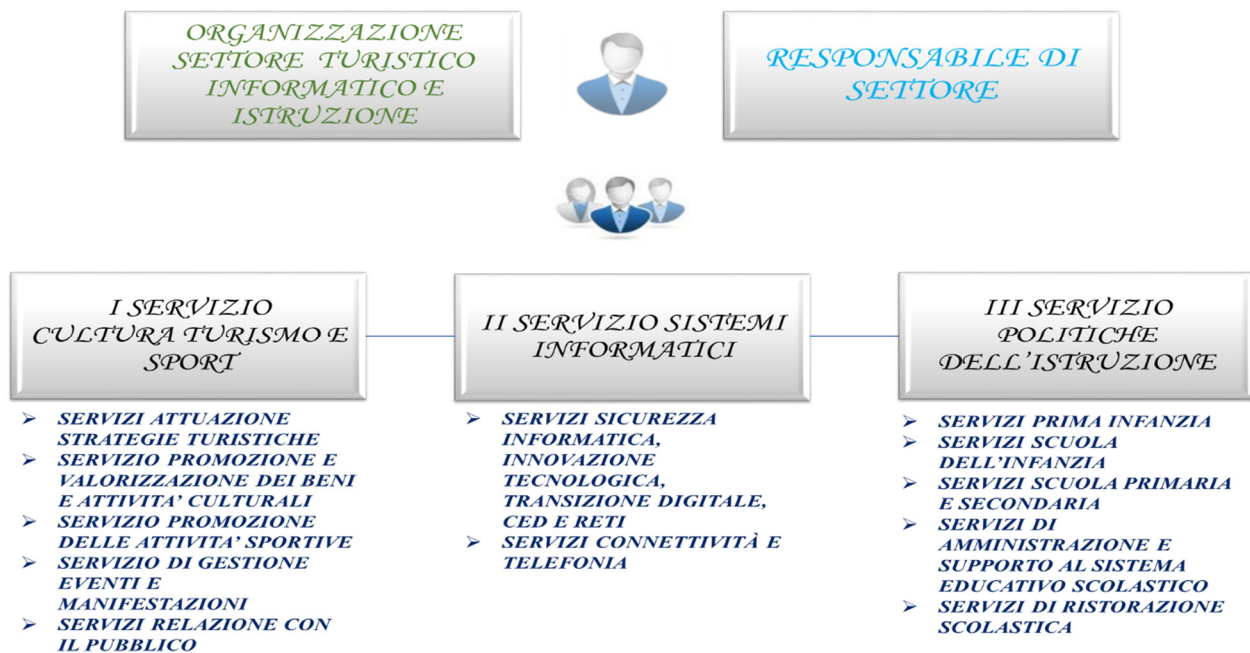 ORGANIZZAZIONE
SETTORE TURISTICO
INFORMATICO E
ISTRUZIONE
RESPONSABILE DI
SETTORE
I SERVIZIO
CULTURA TURISMO E
SPORT
➢ SERVIZI ATTUAZIONE
STRATEGIE TURISTICHE
➢ SERVIZIO PROMOZIONE E
VALORIZZAZIONE DEI BENI
E ATTIVITA' CULTURALI
➢ SERVIZIO PROMOZIONE
DELLE ATTIVITA' SPORTIVE
➢ SERVIZIO DI GESTIONE
EVENTI E
MANIFESTAZIONI
➢ SERVIZI RELAZIONE CON
IL PUBBLICO
II SERVIZIO SISTEMI
INFORMATICI
➢ SERVIZI SICUREZZA
INFORMATICA,
INNOVAZIONE
TECNOLOGICA,
TRANSIZIONE DIGITALE,
CED E RETI
➢ SERVIZI CONNETTIVITÀ E
TELEFONIA
III SERVIZIO
POLITICHE
DELL'ISTRUZIONE
➢ SERVIZI PRIMA INFANZIA
➢ SERVIZI SCUOLA
DELL'INFANZIA
➢ SERVIZI SCUOLA PRIMARIA
E SECONDARIA
➢ SERVIZI DI
AMMINISTRAZIONE E
SUPPORTO AL SISTEMA
EDUCATIVO SCOLASTICO
➢ SERVIZI DI RISTORAZIONE
SCOLASTICA